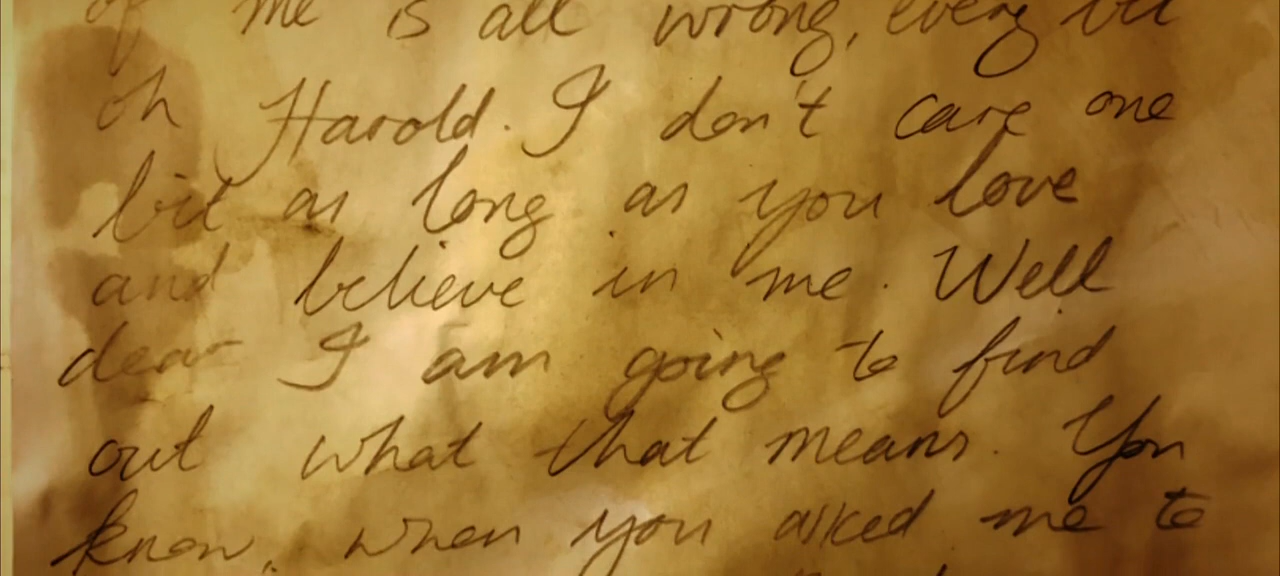 of me is all wrong, every bit
oh Harold. I don't care one
bit as long as you love
and believe in me. Well
dear I am going to find
out what that means. You
know, when you asked me to